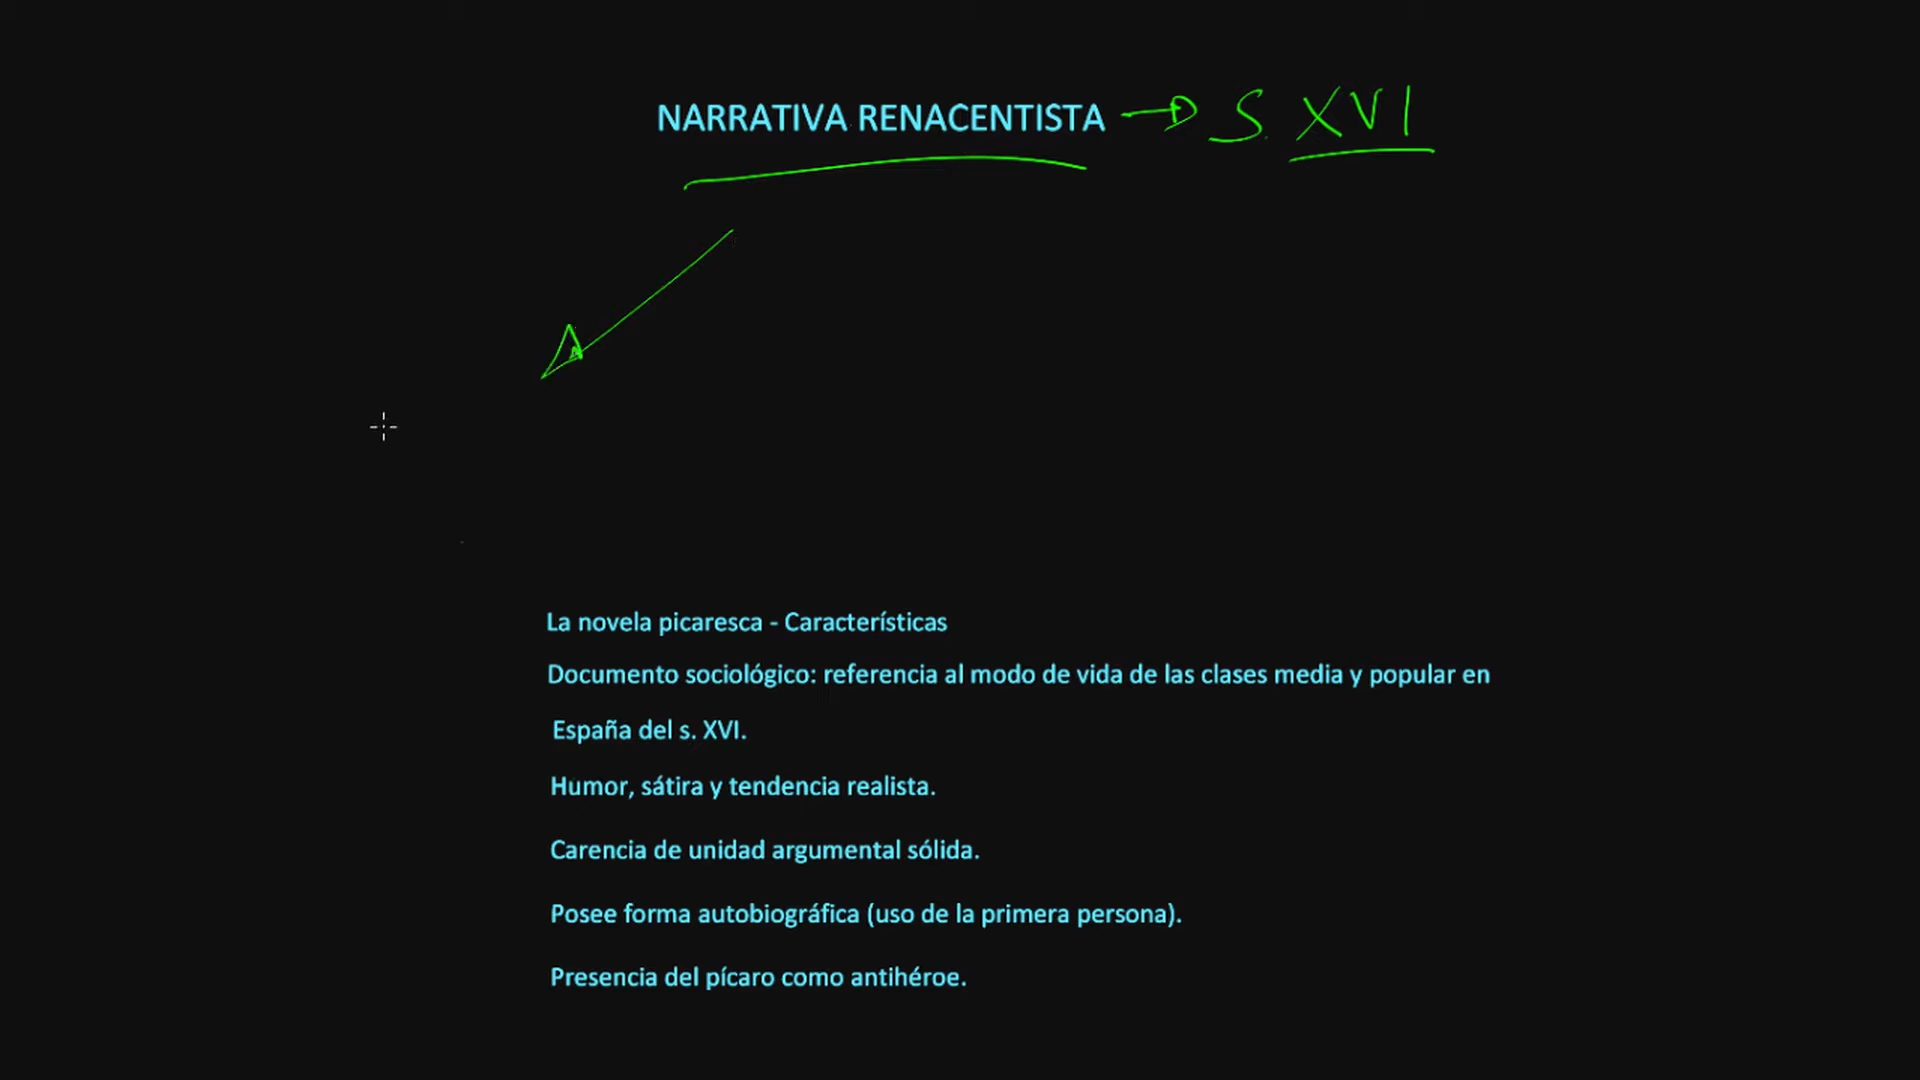 NARRATIVA RENACENTISTA → S. XVI
La novela picaresca - Características
Documento sociológico: referencia al modo de vida de las clases media y popular en
España del s. XVI.
Humor, sátira y tendencia realista.
Carencia de unidad argumental sólida.
Posee forma autobiográfica (uso de la primera persona).
Presencia del pícaro como antihéroe.